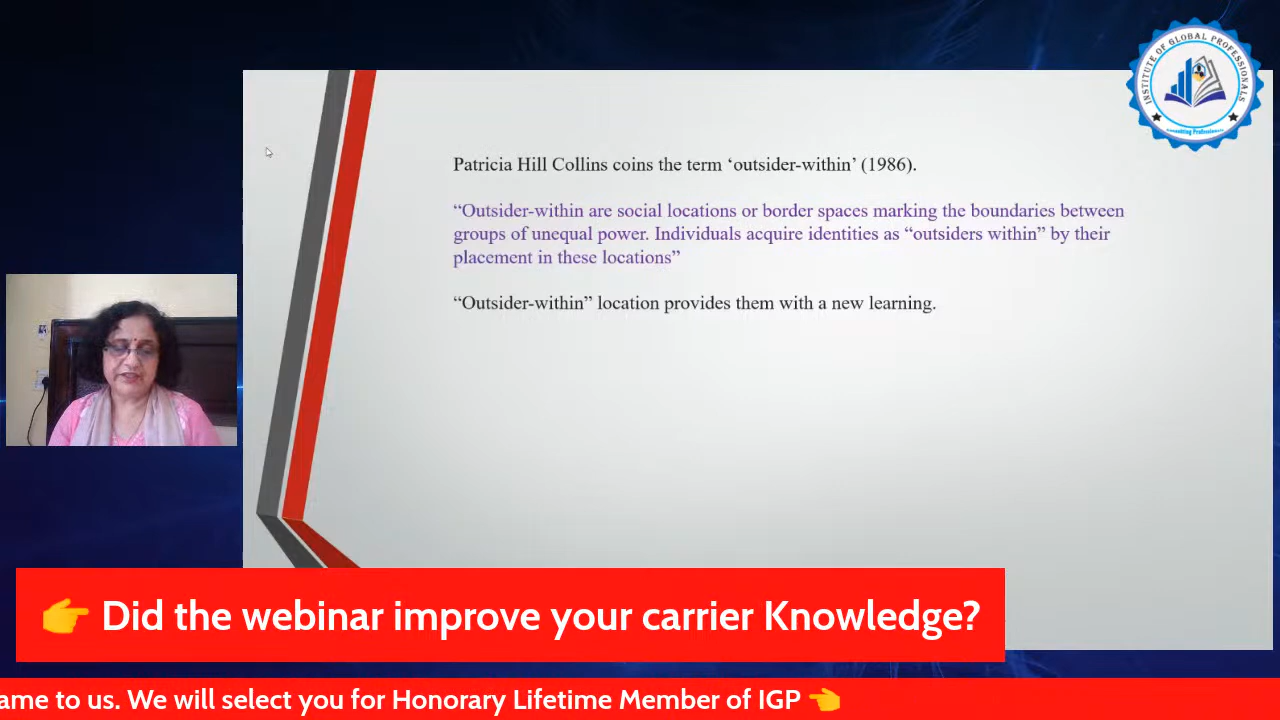 INSTITUTE OF GLOBAL PROFESSIONALS
Accounting Professionals
Patricia Hill Collins coins the term ‘outsider-within’ (1986).
“Outsider-within are social locations or border spaces marking the boundaries between
groups of unequal power. Individuals acquire identities as “outsiders within” by their
placement in these locations”
“Outsider-within” location provides them with a new learning.
👉 Did the webinar improve your carrier Knowledge?
ame to us. We will select you for Honorary Lifetime Member of IGP 👈